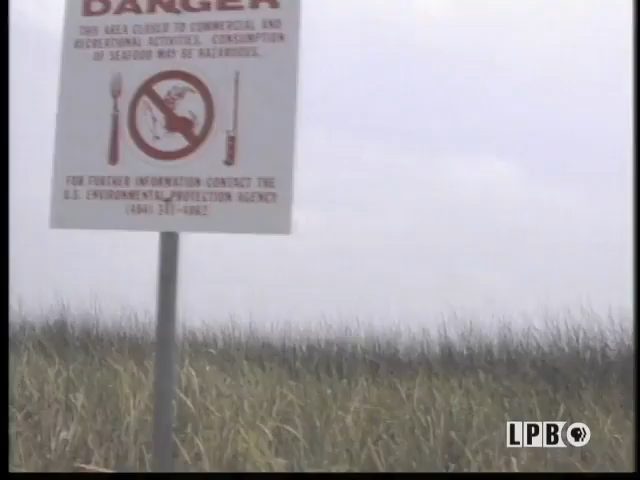 DANGER
THIS AREA CLOSED TO COMMERCIAL AND
RECREATIONAL ACTIVITIES. CONSUMPTION
OF SEAFOOD MAY BE HAZARDOUS.
FOR FURTHER INFORMATION CONTACT THE
U.S. ENVIRONMENTAL PROTECTION AGENCY
LPB